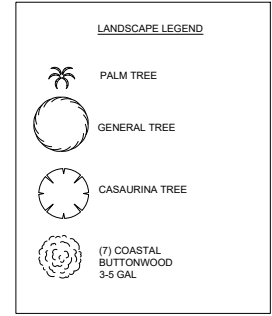 LANDSCAPE LEGEND
PALM TREE
GENERAL TREE
CASAURINA TREE
(7) COASTAL
BUTTONWOOD
3-5 GAL